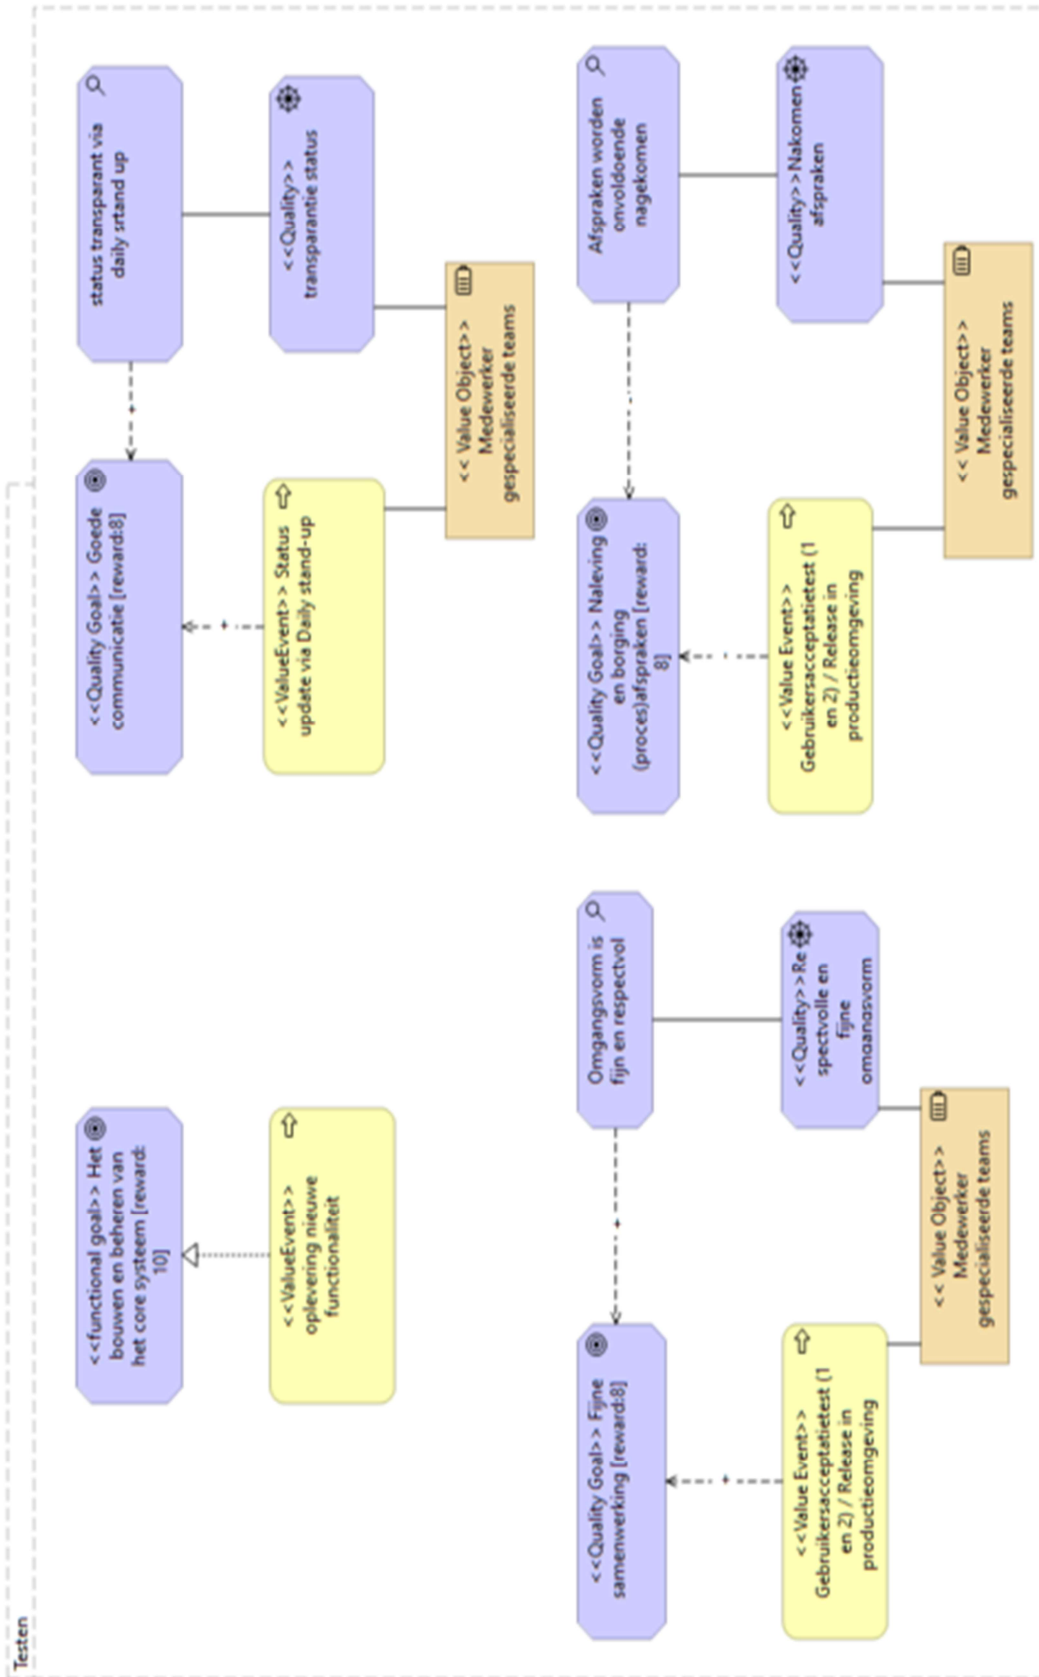 Testen
<<functional goal>> Het
bouwen en beheren van
het core systeem [reward:
10]
<<ValueEvent>>
oplevering nieuwe
functionaliteit
<<Quality Goal>> Goede
communicatie [reward:8]
+
status transparant via
daily srtand up
+
<<ValueEvent>> Status
update via Daily stand-up
<<Quality>>
transparantie status
<< Value Object>>
Medewerker
gespecialiseerde teams
<<Quality Goal>> Fijne
samenwerking [reward:8]
+
Omgangsvorm is
fijn en respectvol
+
<<Value Event>>
Gebruikersacceptatietest (1
en 2) / Release in
productieomgeving
<<Quality>>Re
spectvolle en
fijne
omgangsvorm
<< Value Object>>
Medewerker
gespecialiseerde teams
<<Quality Goal>> Naleving
en borging
(proces)afspraken [reward:
8]
-
Afspraken worden
onvoldoende
nagekomen
-
<<Value Event>>
Gebruikersacceptatietest (1
en 2) / Release in
productieomgeving
<<Quality>>Nakomen
afspraken
<< Value Object>>
Medewerker
gespecialiseerde teams